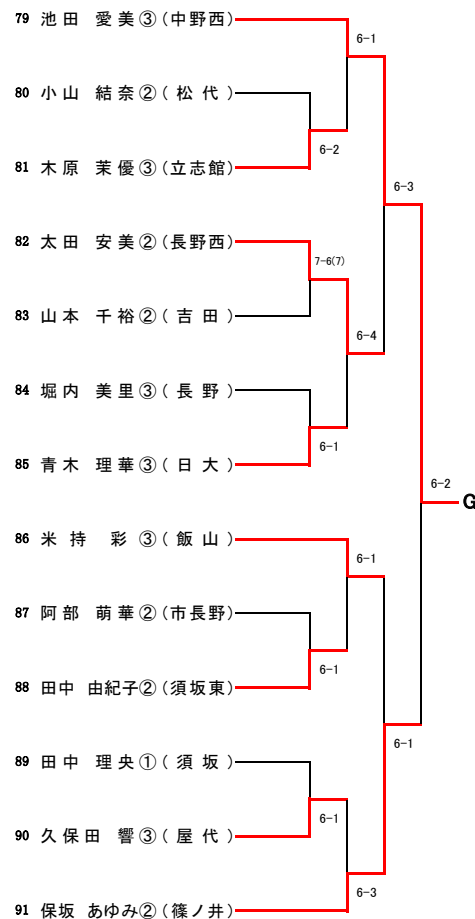 79 池田 愛美③(中野西)
6-1
80 小山 結奈②(松代)
6-2
81 木原 茉優③(立志館)
6-3
82 太田 安美②(長野西)
7-6(7)
83 山本 千裕②(吉田)
6-4
84 堀内 美里③(長野)
6-1
85 青木 理華③(日大)
6-2
G
86 米持 彩③(飯山)
6-1
87 阿部 萌華②(市長野)
6-1
88 田中 由紀子②(須坂東)
6-1
89 田中 理央①(須坂)
6-1
90 久保田 響③(屋代)
6-3
91 保坂 あゆみ②(篠ノ井)